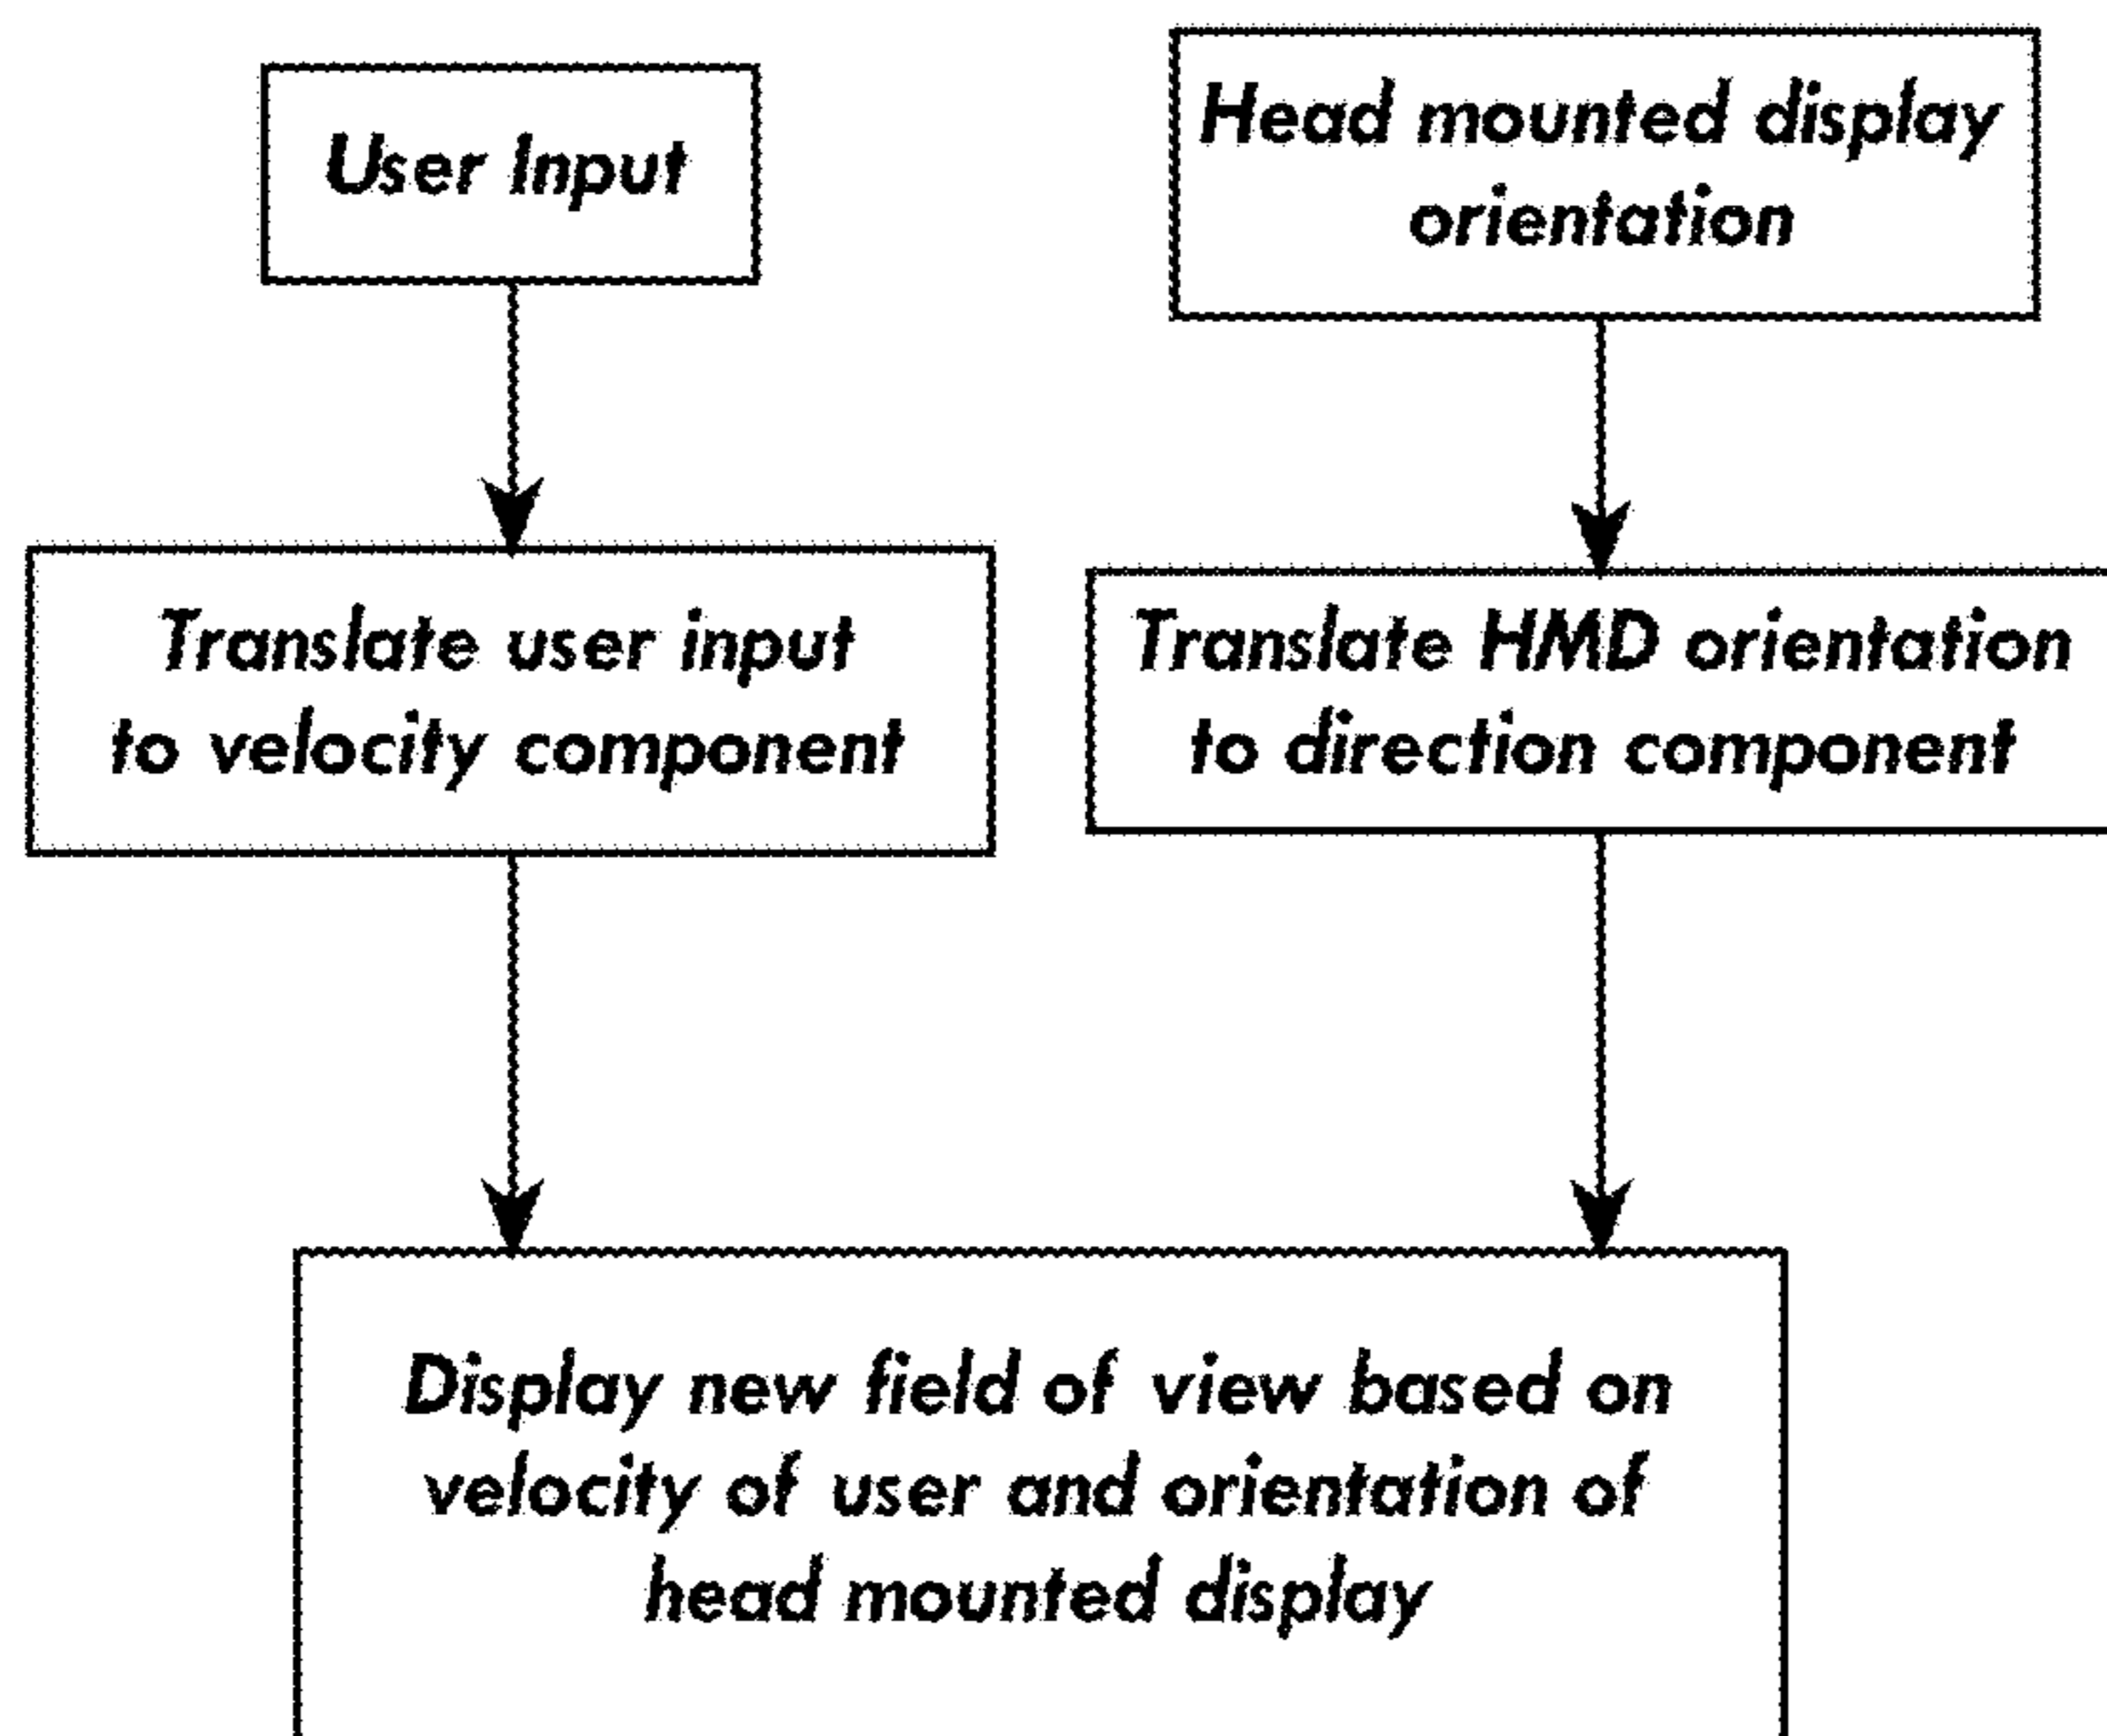 User Input
Head mounted display
orientation
Translate user input
to velocity component
Translate HMD orientation
to direction component
Display new field of view based on
velocity of user and orientation of
head mounted display